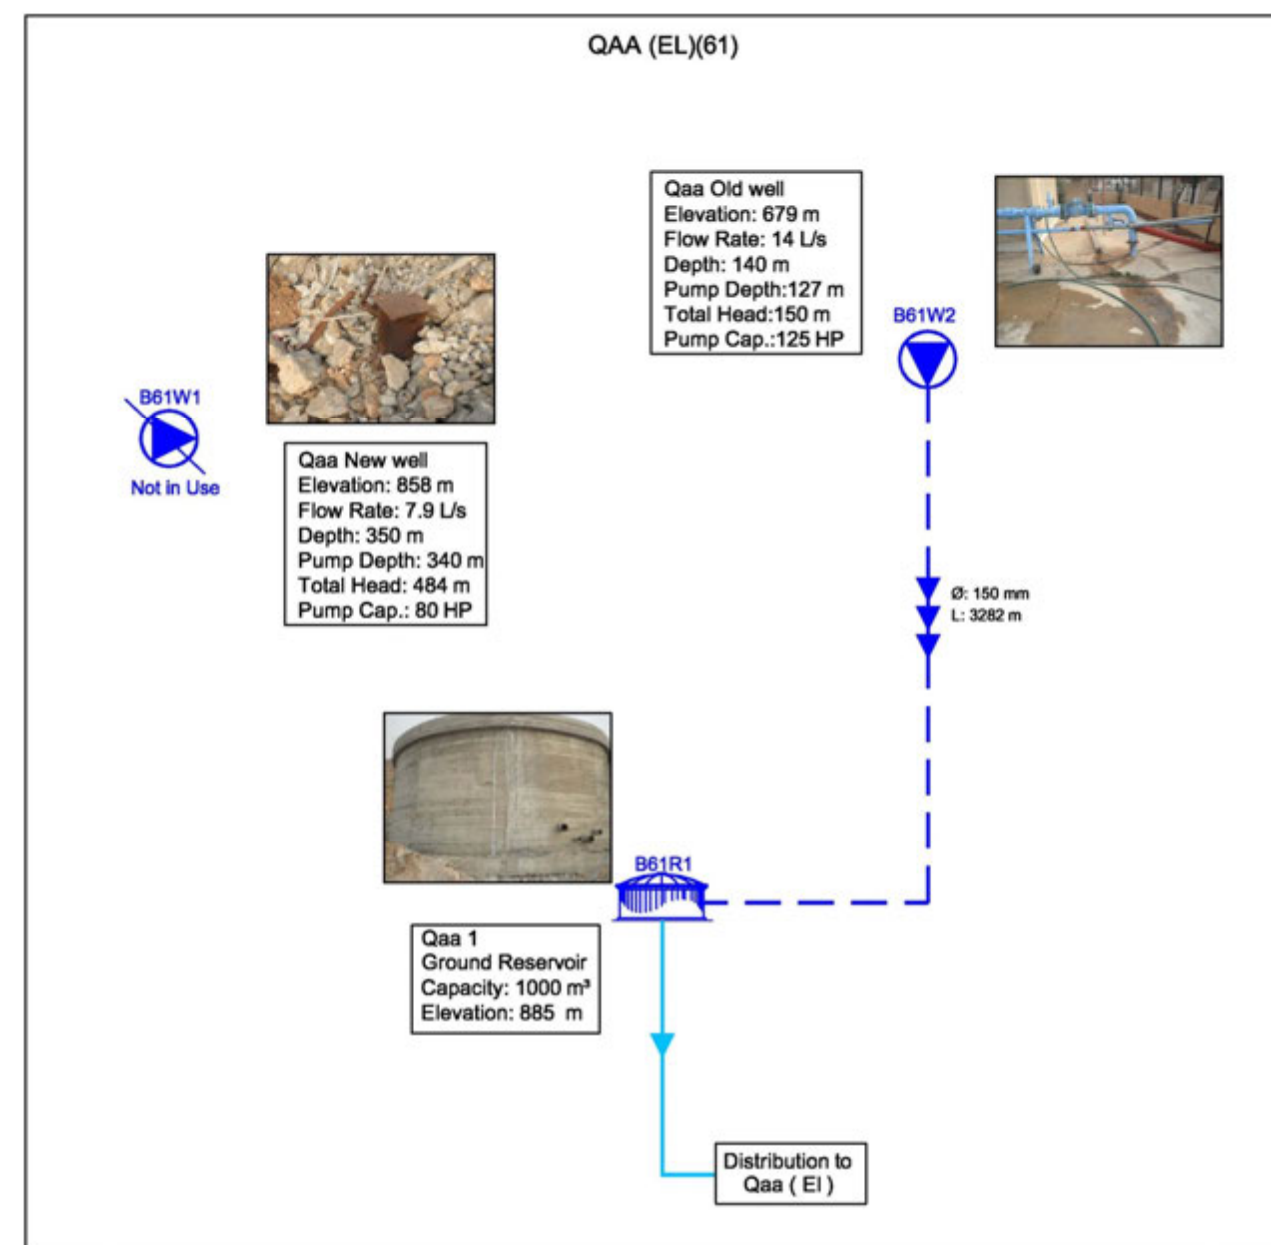 QAA (EL)(61)
Qaa Old well
Elevation: 679 m
Flow Rate: 14 L/s
Depth: 140 m
Pump Depth:127 m
Total Head:150 m
Pump Cap.:125 HP
B61W2
B61W1
Not in Use
Qaa New well
Elevation: 858 m
Flow Rate: 7.9 L/s
Depth: 350 m
Pump Depth: 340 m
Total Head: 484 m
Pump Cap.: 80 HP
Ø: 150 mm
L: 3282 m
B61R1
Qaa 1
Ground Reservoir
Capacity: 1000 m³
Elevation: 885 m
Distribution to
Qaa ( El )